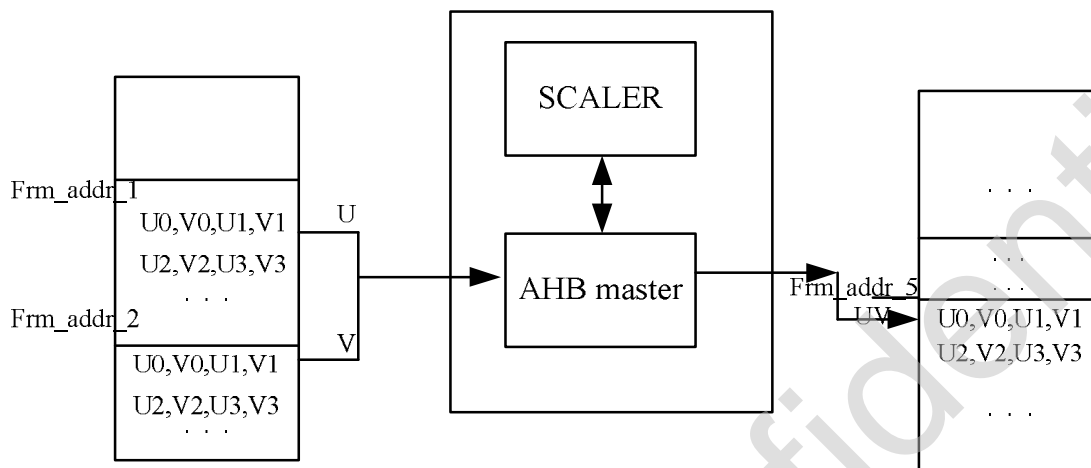 Frm_addr_1
U0,V0,U1,V1
U2,V2,U3,V3
. . .
Frm_addr_2
U0,V0,U1,V1
U2,V2,U3,V3
. . .
U
V
SCALER
AHB master
Frm_addr_5
UV
. . .
. . .
. . .
U0,V0,U1,V1
U2,V2,U3,V3
. . .
fidenti